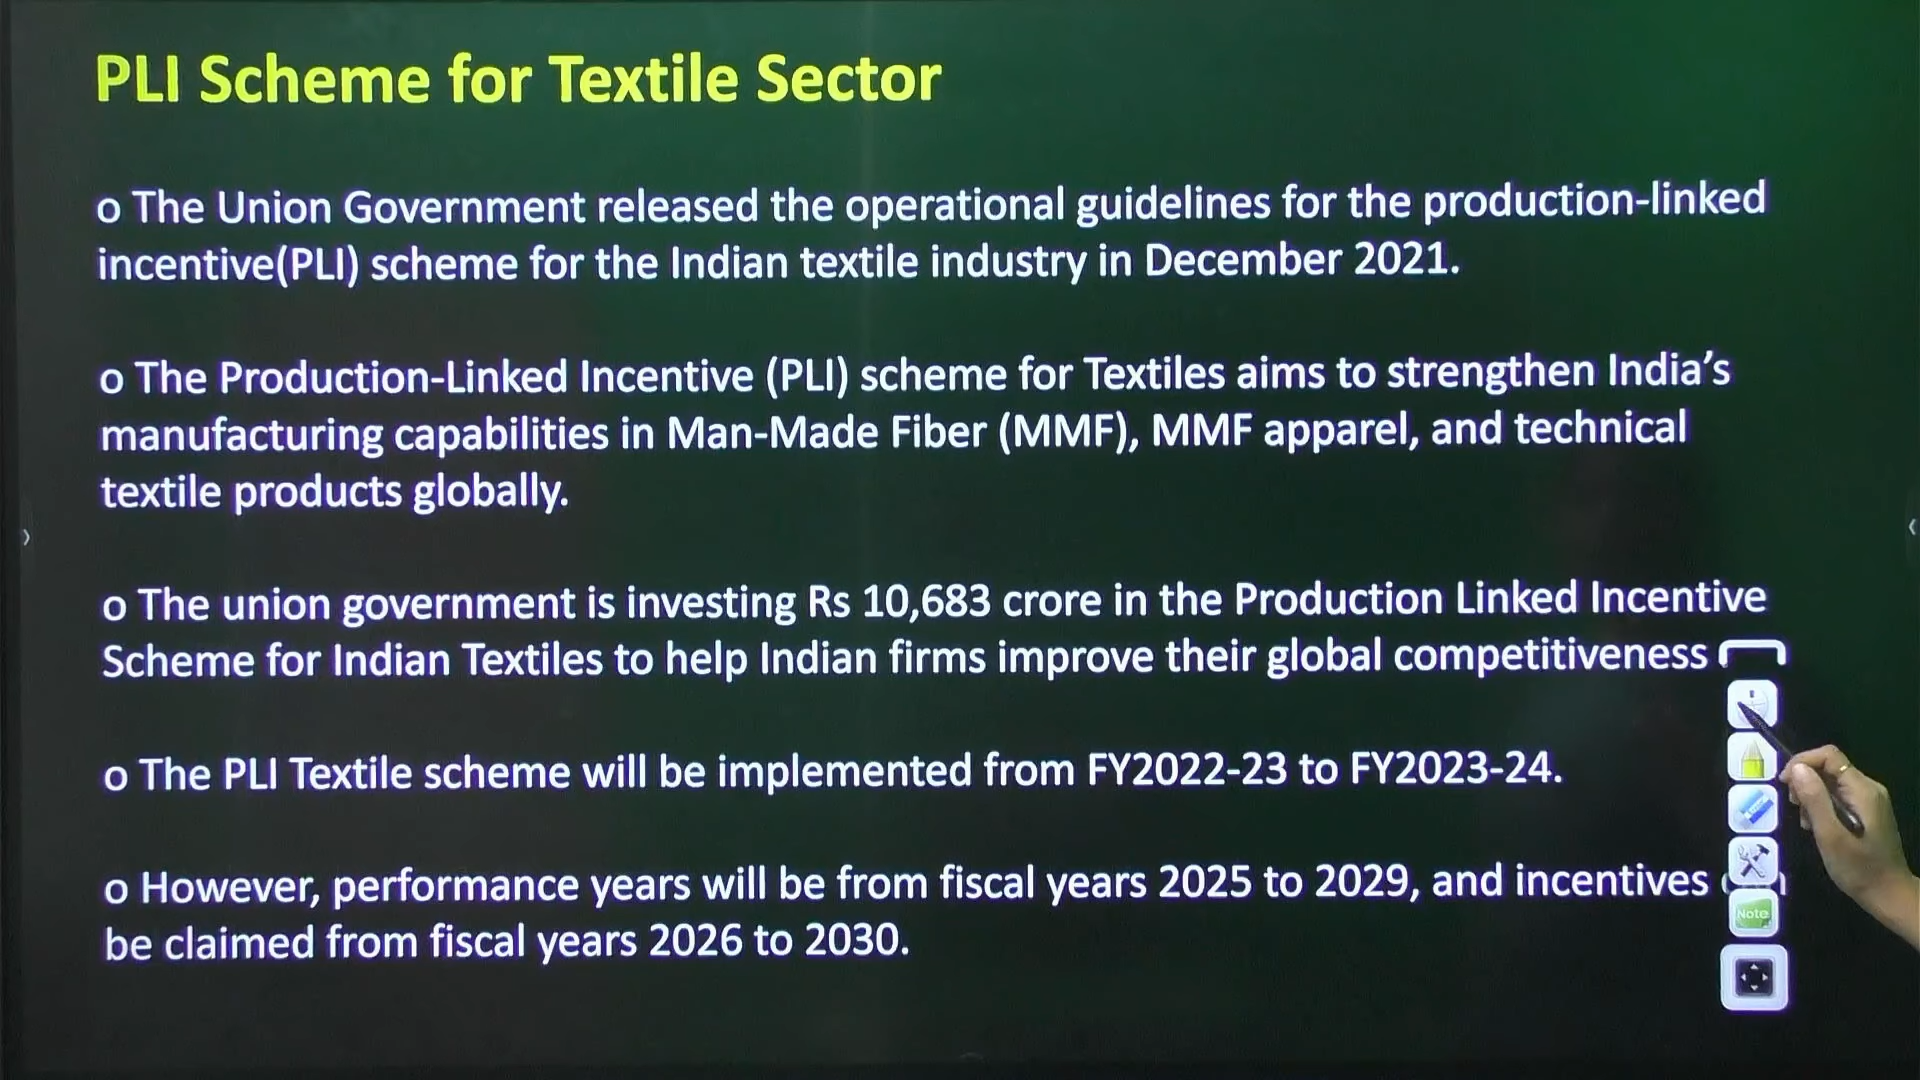 PLI Scheme for Textile Sector
o The Union Government released the operational guidelines for the production-linked
incentive(PLI) scheme for the Indian textile industry in December 2021.
o The Production-Linked Incentive (PLI) scheme for Textiles aims to strengthen India’s
manufacturing capabilities in Man-Made Fiber (MMF), MMF apparel, and technical
textile products globally.
o The union government is investing Rs 10,683 crore in the Production Linked Incentive
Scheme for Indian Textiles to help Indian firms improve their global competitiveness
o The PLI Textile scheme will be implemented from FY2022-23 to FY2023-24.
o However, performance years will be from fiscal years 2025 to 2029, and incentives
be claimed from fiscal years 2026 to 2030.
Note